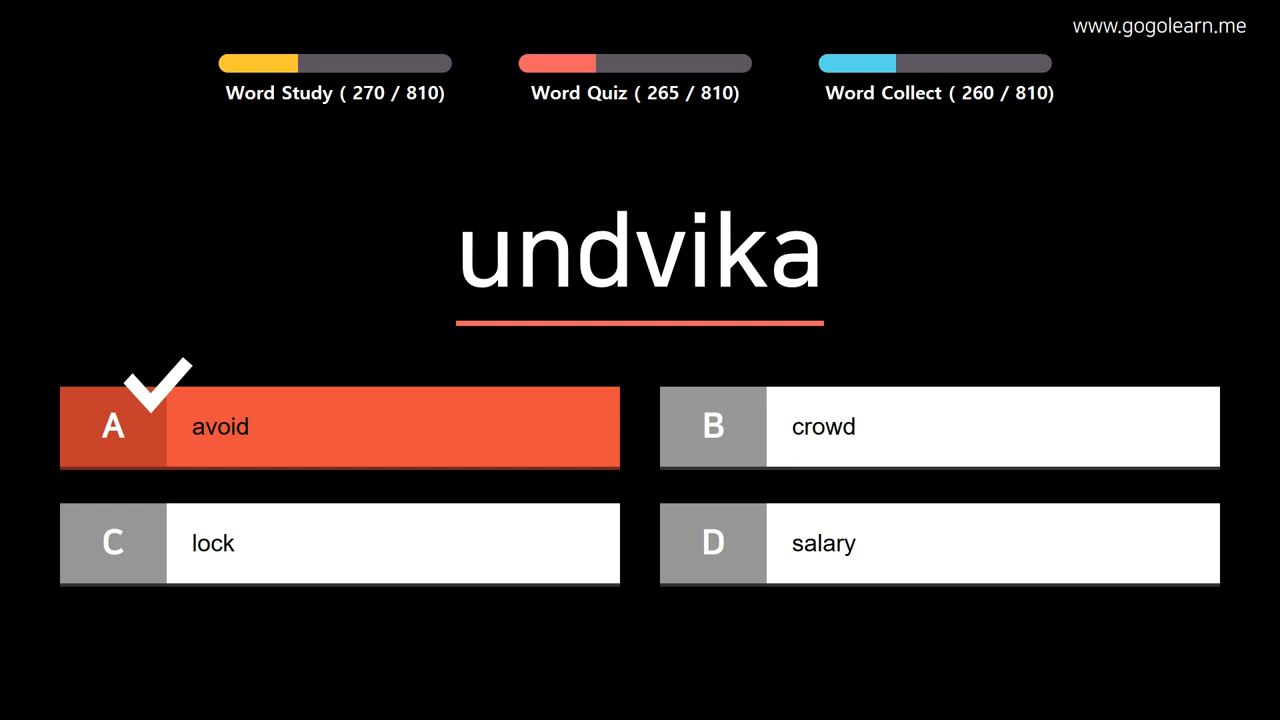 www.gogolearn.me
Word Study ( 270 / 810)
Word Quiz ( 265 / 810)
Word Collect ( 260 / 810)
undvika
A avoid
B crowd
C lock
D salary